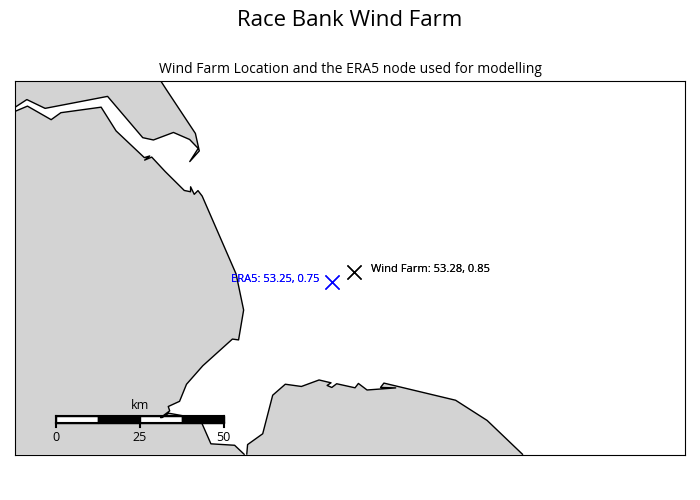 Race Bank Wind Farm
Wind Farm Location and the ERA5 node used for modelling
Wind Farm: 53.28, 0.85
ERA5: 53.25, 0.75
km
0 25 50